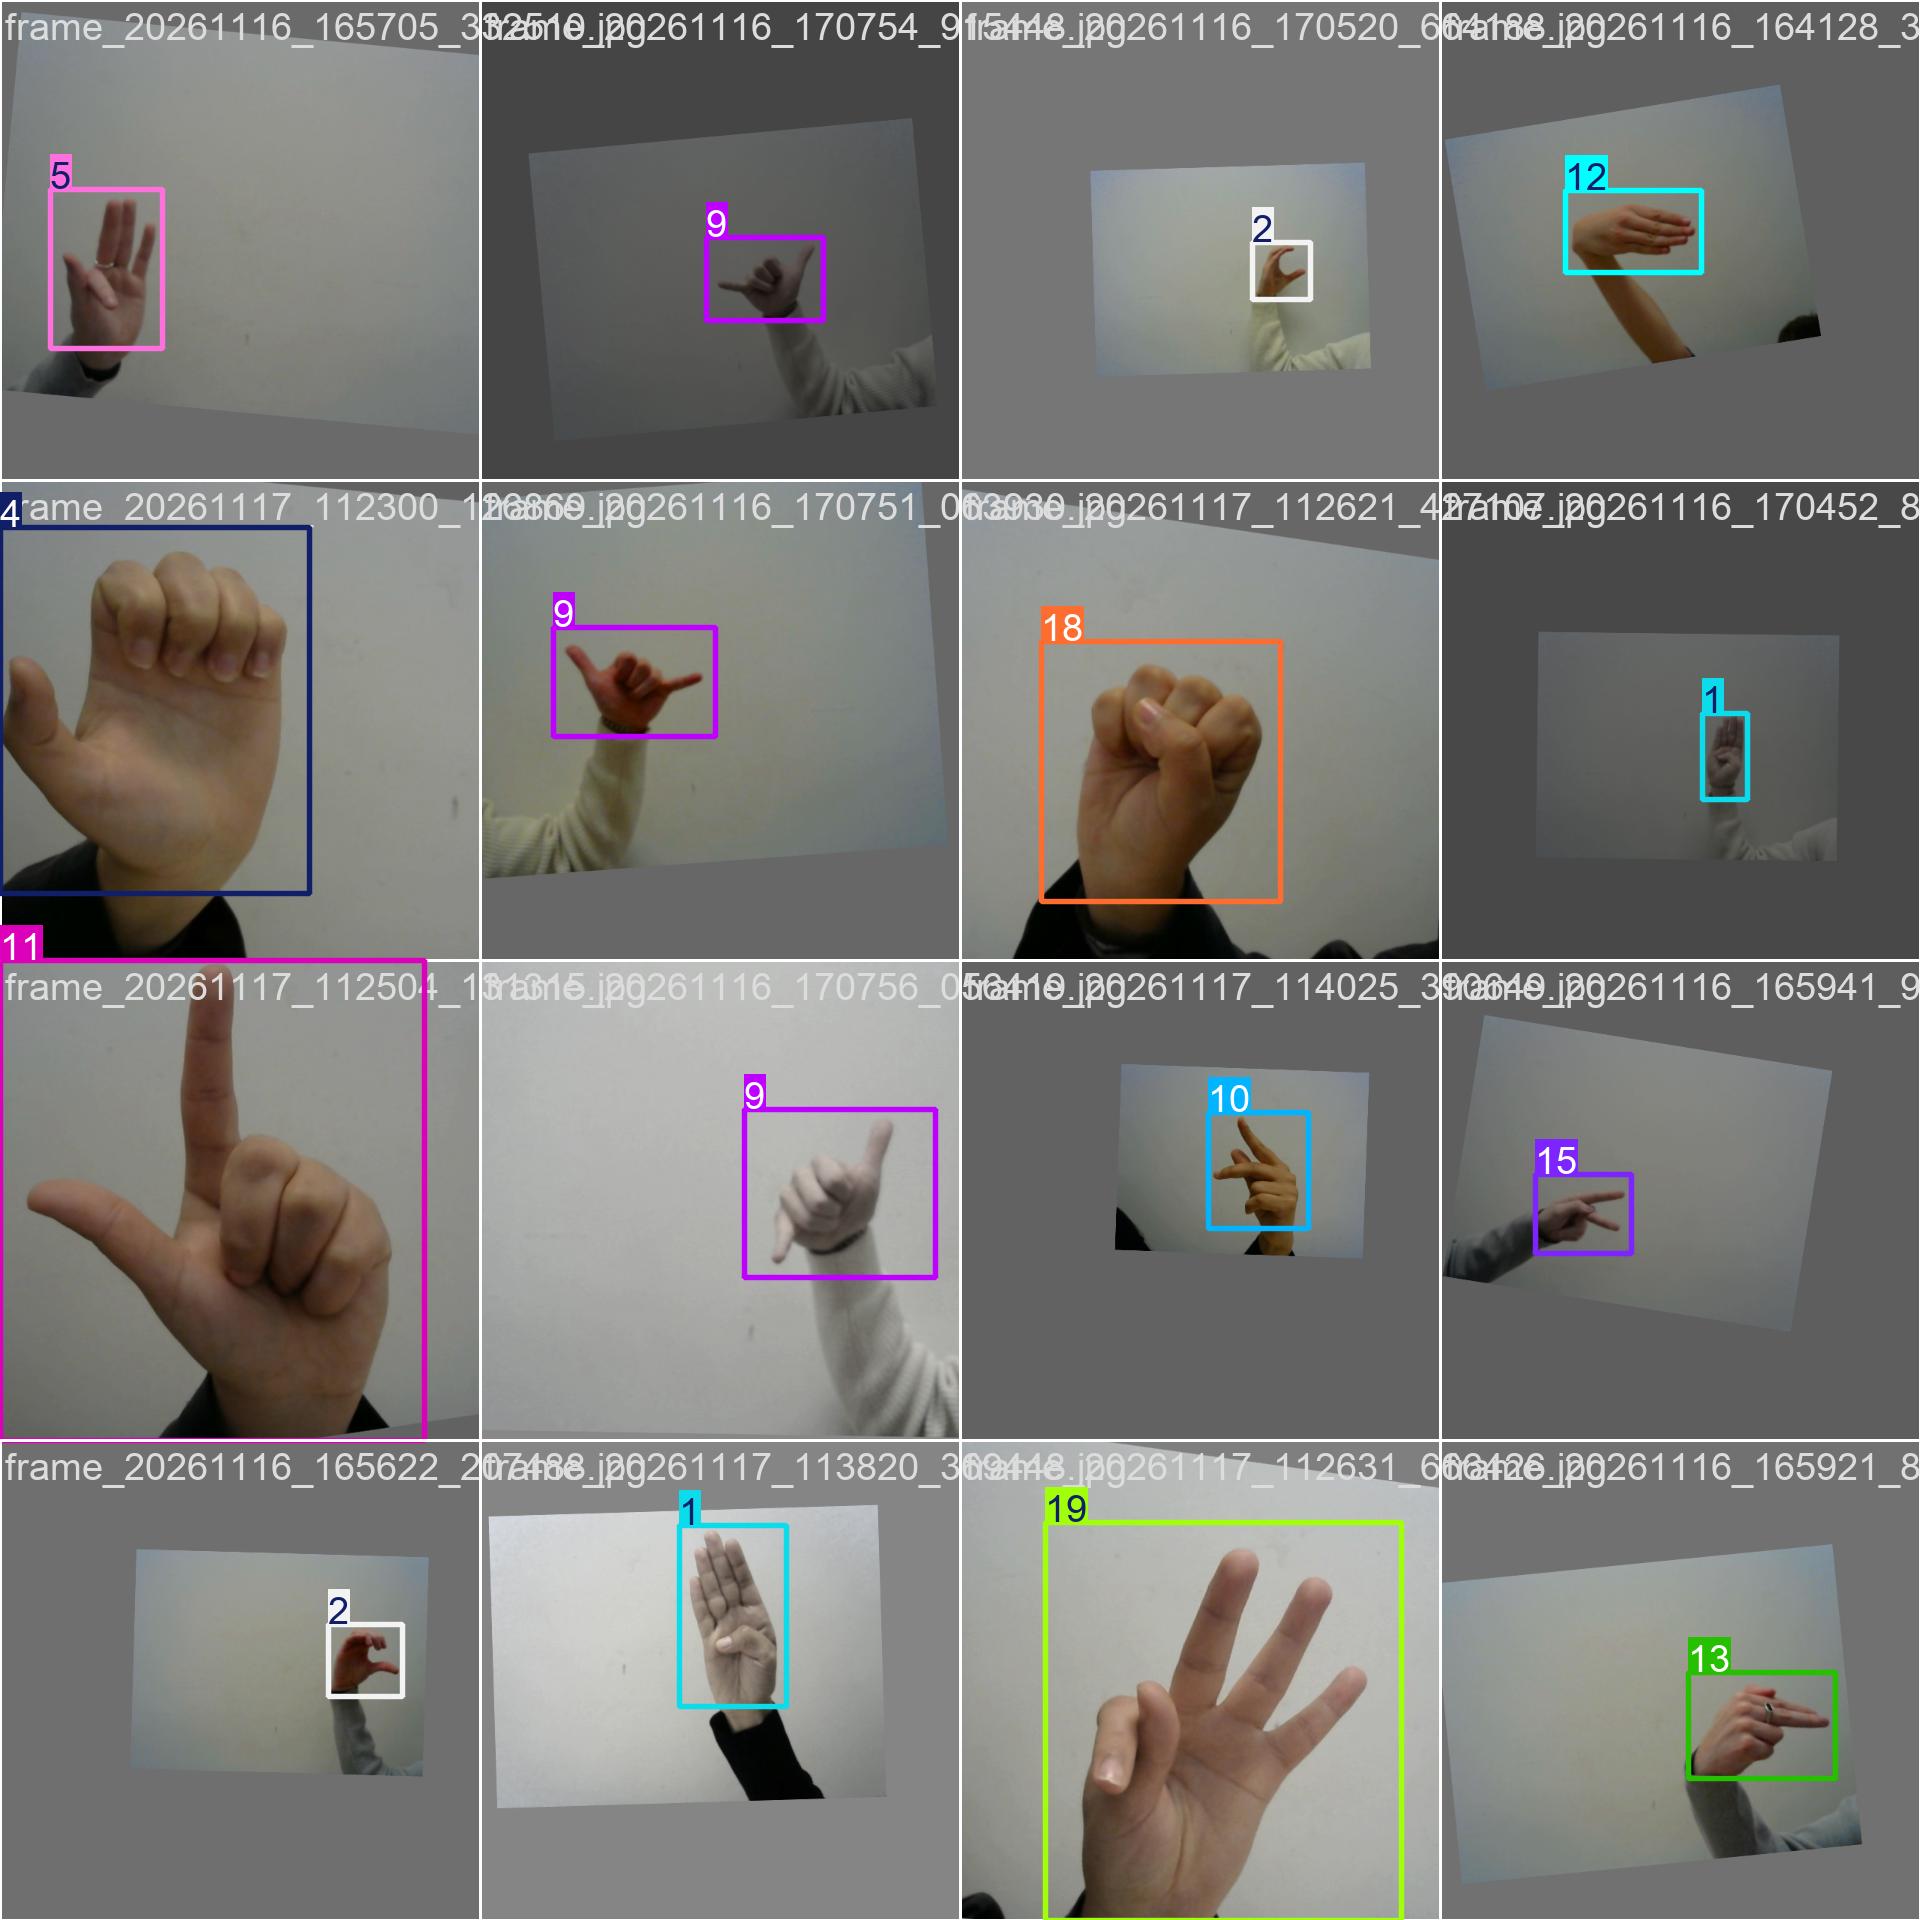 frame_20261116_165705_3
frame_20261116_170754_9
frame_20261116_170520_6
frame_20261116_164128_3
5
9
2
12
4
frame_20261117_112300_1
frame_20261116_170751_0
frame_20261117_112621_4
frame_20261116_170452_8
9
18
1
11
frame_20261117_112504_1
frame_20261116_170756_0
frame_20261117_114025_3
frame_20261116_165941_9
9
10
15
frame_20261116_165622_2
frame_20261117_113820_3
frame_20261117_112631_6
frame_20261116_165921_8
2
1
19
13